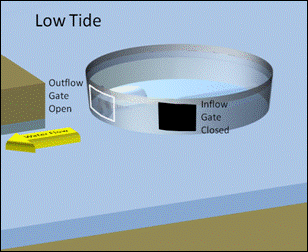 Low Tide
Outflow
Gate
Open
Inflow
Gate
Closed
Water Flow